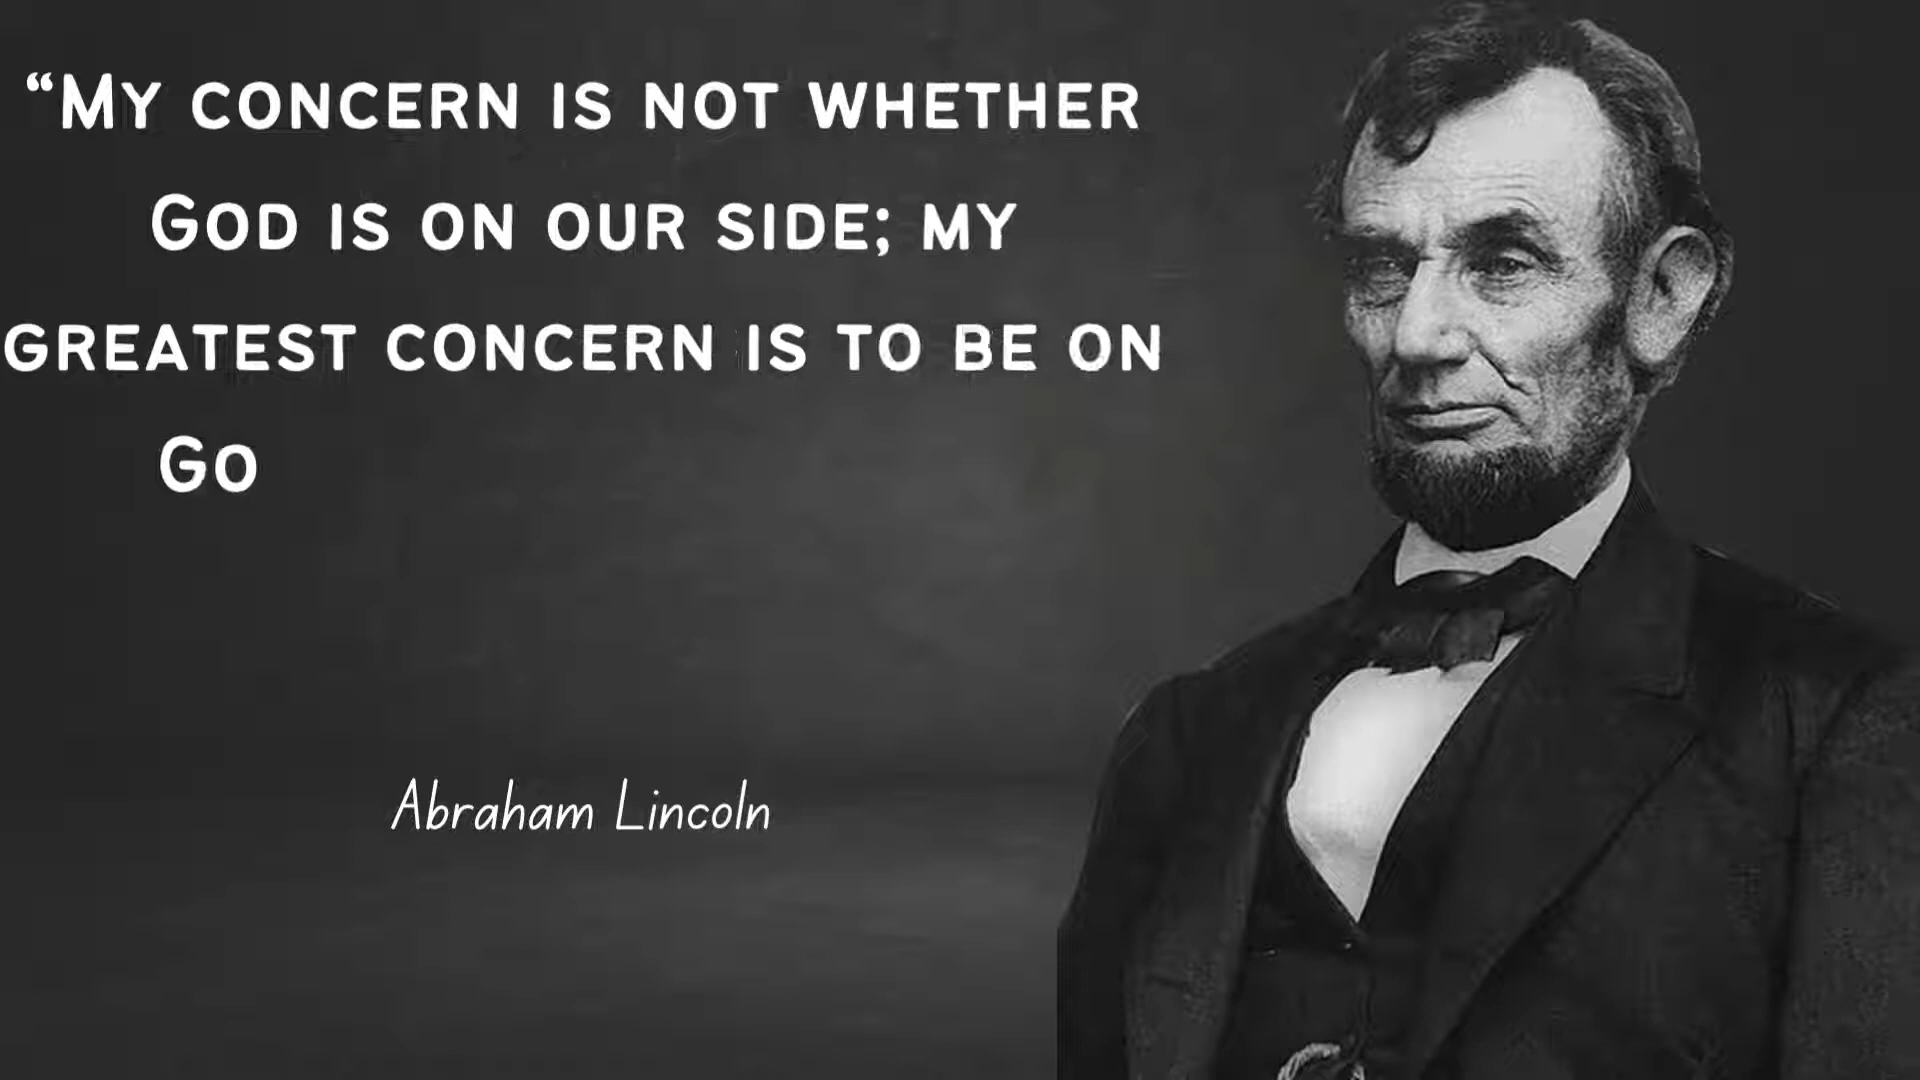 “My concern is not whether
God is on our side; my
greatest concern is to be on
Go
Abraham Lincoln